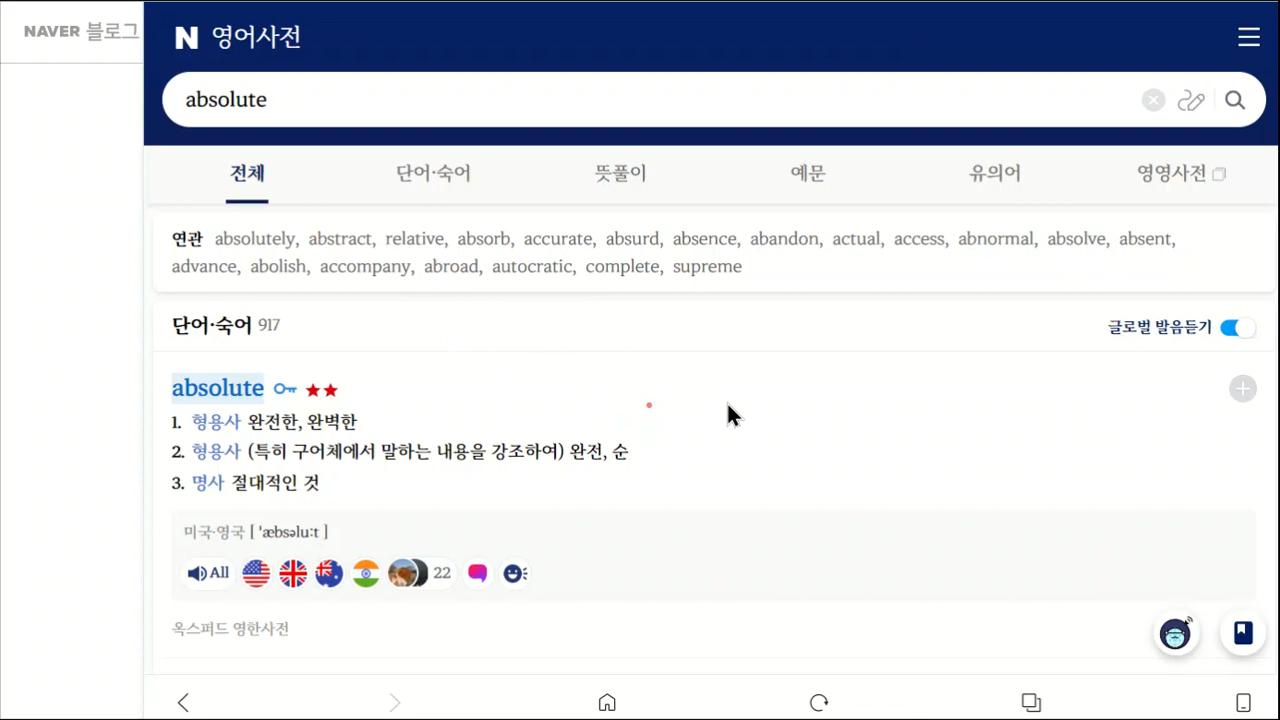 NAVER 블로그
N 영어사전
absolute
전체 단어·숙어 뜻풀이 예문 유의어 영영사전
연관 absolutely, abstract, relative, absorb, accurate, absurd, absence, abandon, actual, access, abnormal, absolve, absent,
advance, abolish, accompany, abroad, autocratic, complete, supreme
단어·숙어 917
글로벌 발음듣기
absolute
1. 형용사 완전한, 완벽한
2. 형용사 (특히 구어체에서 말하는 내용을 강조하여) 완전, 순
3. 명사 절대적인 것
미국·영국 [ ˈæbsəluːt ]
All 22
옥스퍼드 영한사전